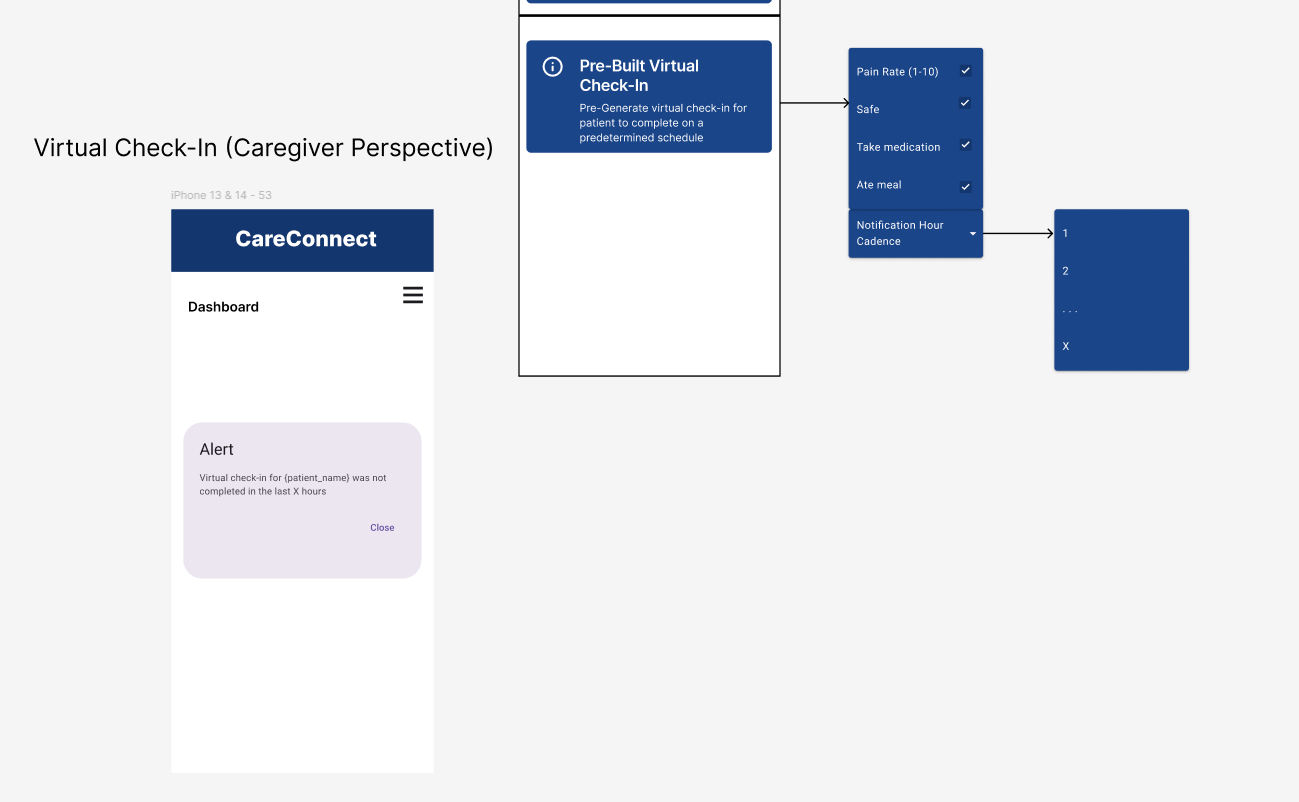 Pre-Built Virtual
Check-In
Pre-Generate virtual check-in for
patient to complete on a
predetermined schedule
Pain Rate (1-10)
Safe
Take medication
Ate meal
Notification Hour
Cadence
1
2
. . .
X
Virtual Check-In (Caregiver Perspective)
iPhone 13 & 14 - 53
CareConnect
Dashboard
Alert
Virtual check-in for {patient_name} was not
completed in the last X hours
Close